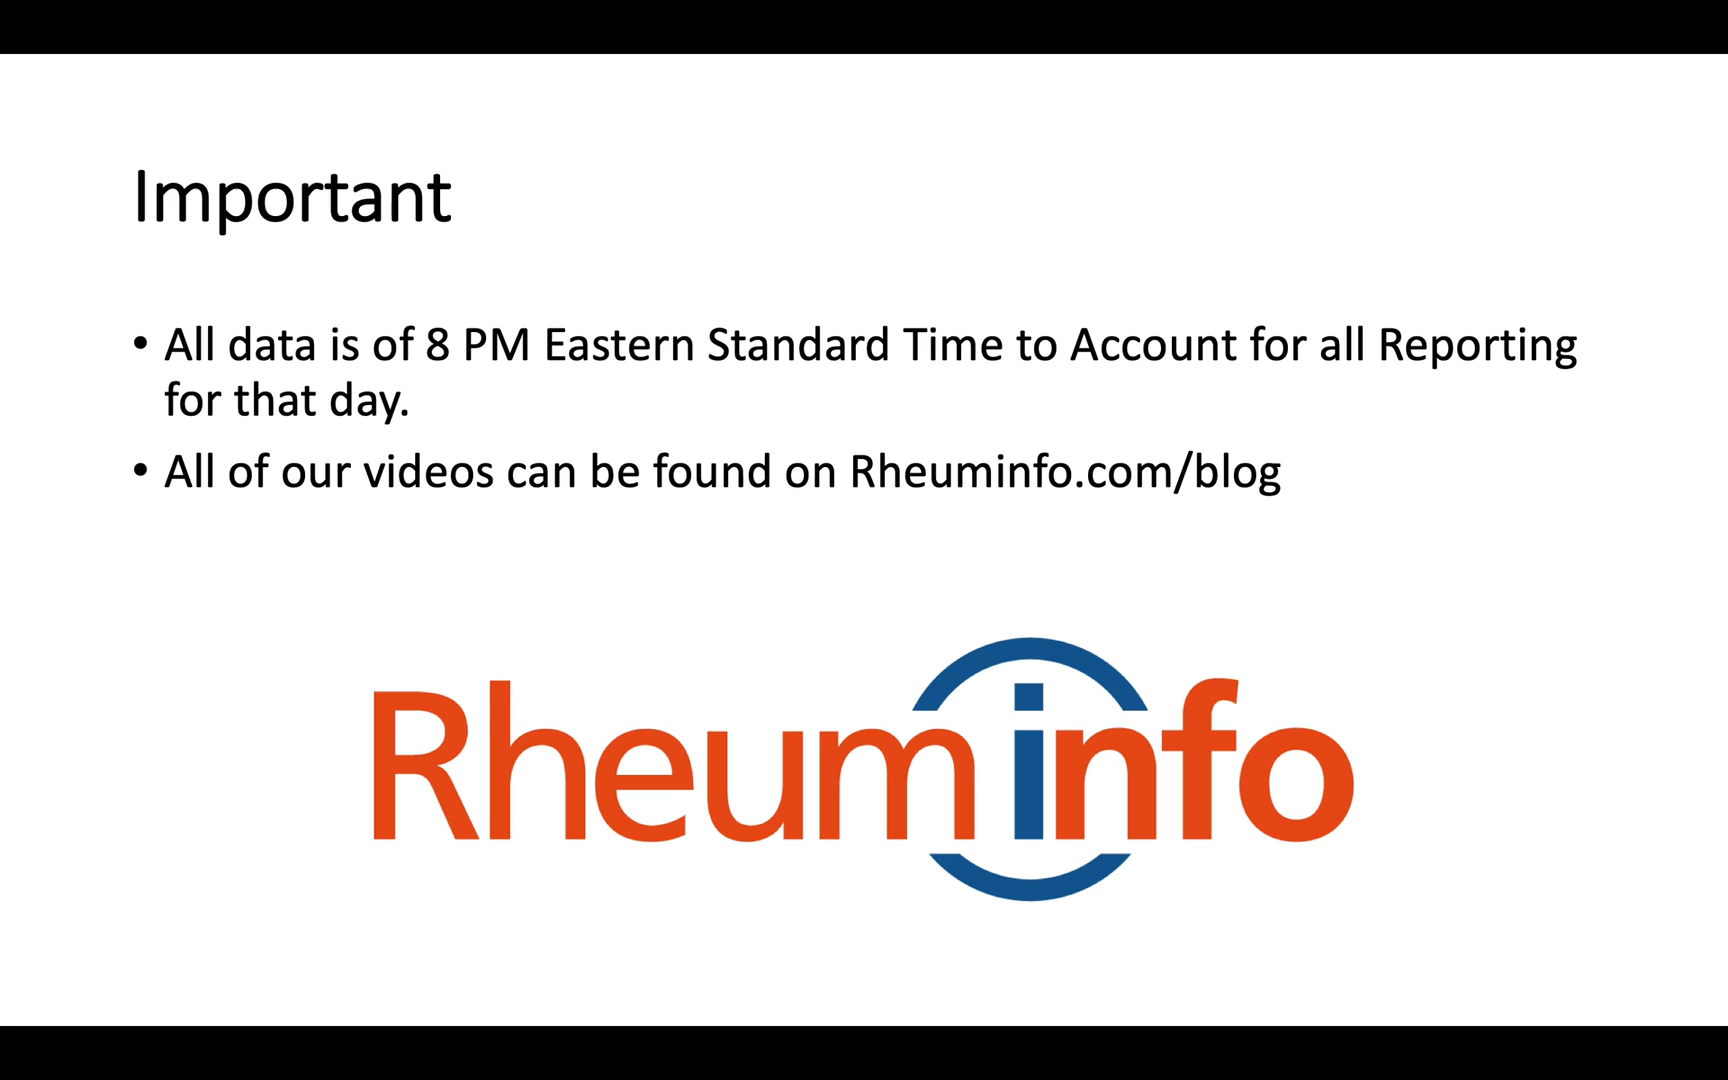 Important
• All data is of 8 PM Eastern Standard Time to Account for all Reporting
for that day.
• All of our videos can be found on Rheuminfo.com/blog
Rheuminfo